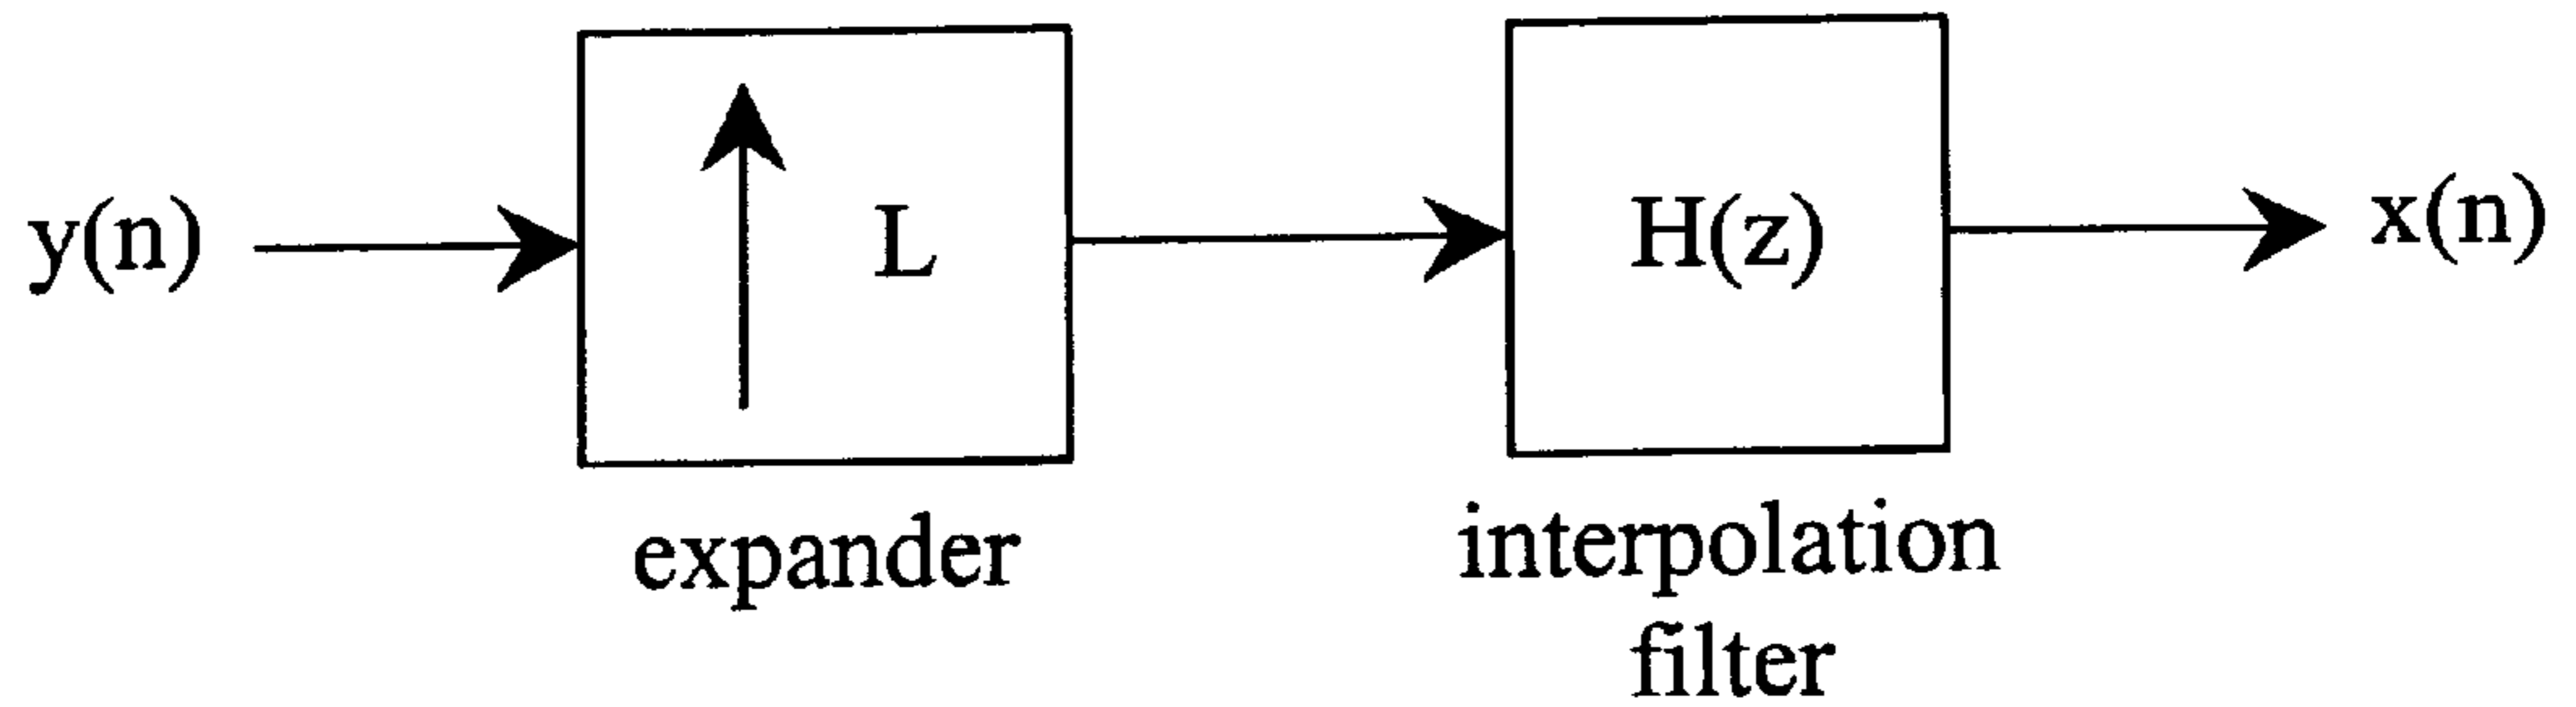 y(n)
L
H(z)
x(n)
expander
interpolation
filter